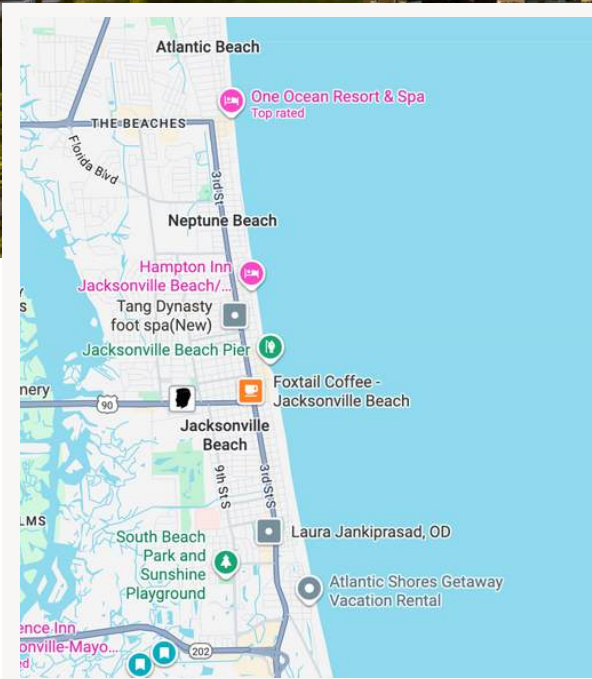 Atlantic Beach
One Ocean Resort & Spa
Top rated
THE BEACHES
Florida Blvd
3rd St
Neptune Beach
Hampton Inn
Jacksonville Beach/...
Tang Dynasty
foot spa(New)
Jacksonville Beach Pier
Foxtail Coffee -
Jacksonville Beach
nery
90
Jacksonville
Beach
9th St S
3rd St S
LMS
Laura Jankiprasad, OD
South Beach
Park and
Sunshine
Playground
Atlantic Shores Getaway
Vacation Rental
ence Inn
onville-Mayo...
ed
202